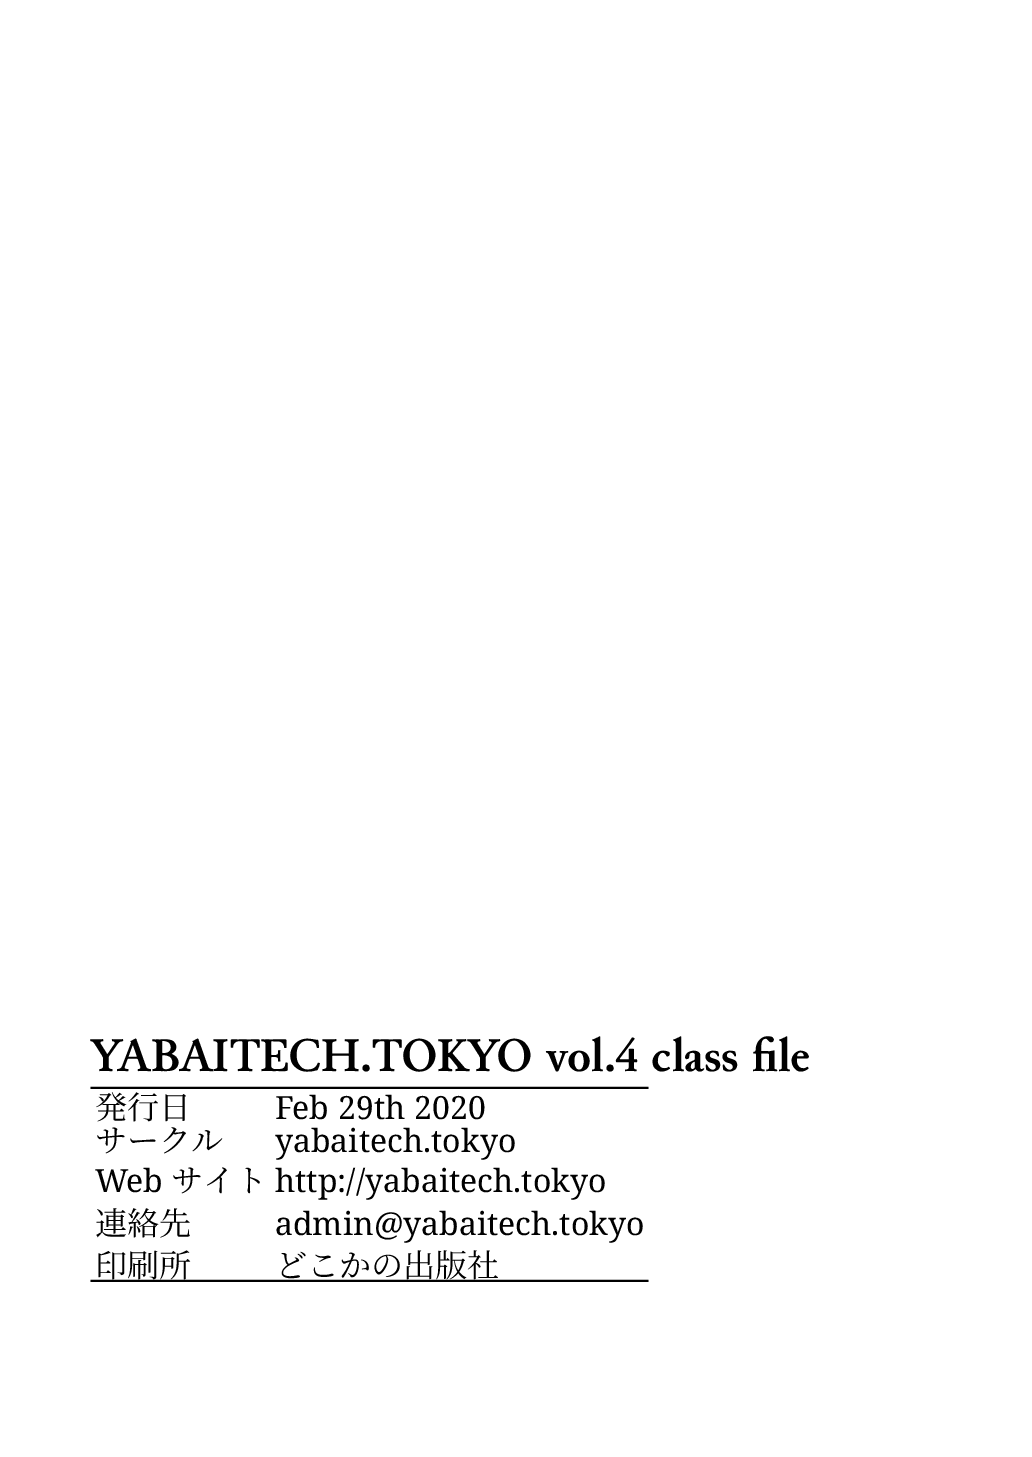 YABAITECH.TOKYO vol.4 class file
発行日 Feb 29th 2020
サークル yabaitech.tokyo
Web サイト http://yabaitech.tokyo
連絡先 admin@yabaitech.tokyo
印刷所 どこかの出版社